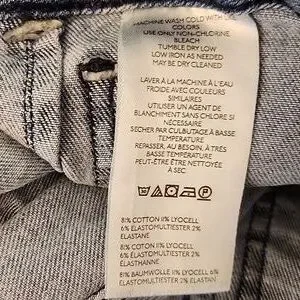 MACHINE WASH COLD WITH LIKE
COLORS
USE ONLY NON-CHLORINE
BLEACH
TUMBLE DRY LOW
LOW IRON AS NEEDED
MAY BE DRY CLEANED
LAVER À LA MACHINE À L'EAU
FROIDE AVEC COULEURS
SIMILAIRES
UTILISER UN AGENT DE
BLANCHIMENT SANS CHLORE SI
NÉCESSAIRE
SÉCHER PAR CULBUTAGE À BASSE
TEMPÉRATURE
REPASSER, AU BESOIN, À TRÈS
BASSE TEMPÉRATURE
PEUT-ÊTRE ÊTRE NETTOYÉE
À SEC
81% COTTON 11% LYOCELL
6% ELASTOMULTIESTER 2%
ELASTANE
81% COTON 11% LYOCELL
6% ELASTOMULTIESTER 2%
ÉLASTHANNE
81% BAUMWOLLE 11% LYOCELL 6%
ELASTOMULTIESTER 2% ELASTAN